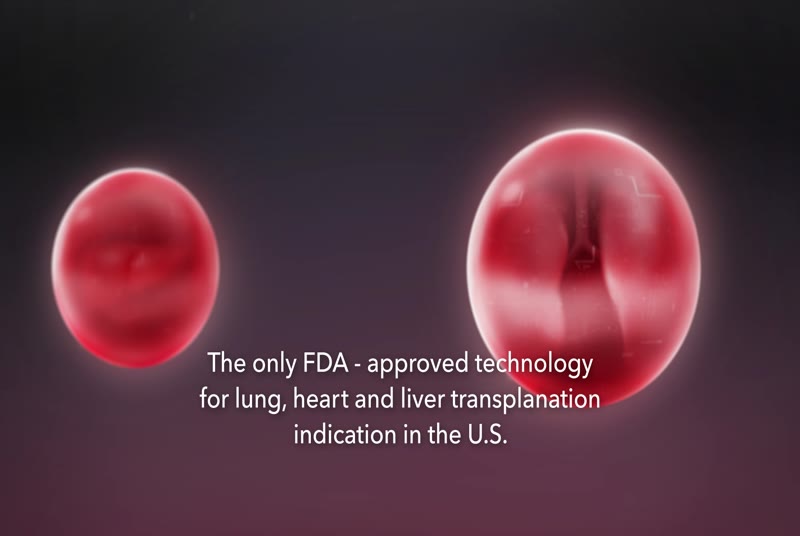 The only FDA - approved technology
for lung, heart and liver transplanation
indication in the U.S.